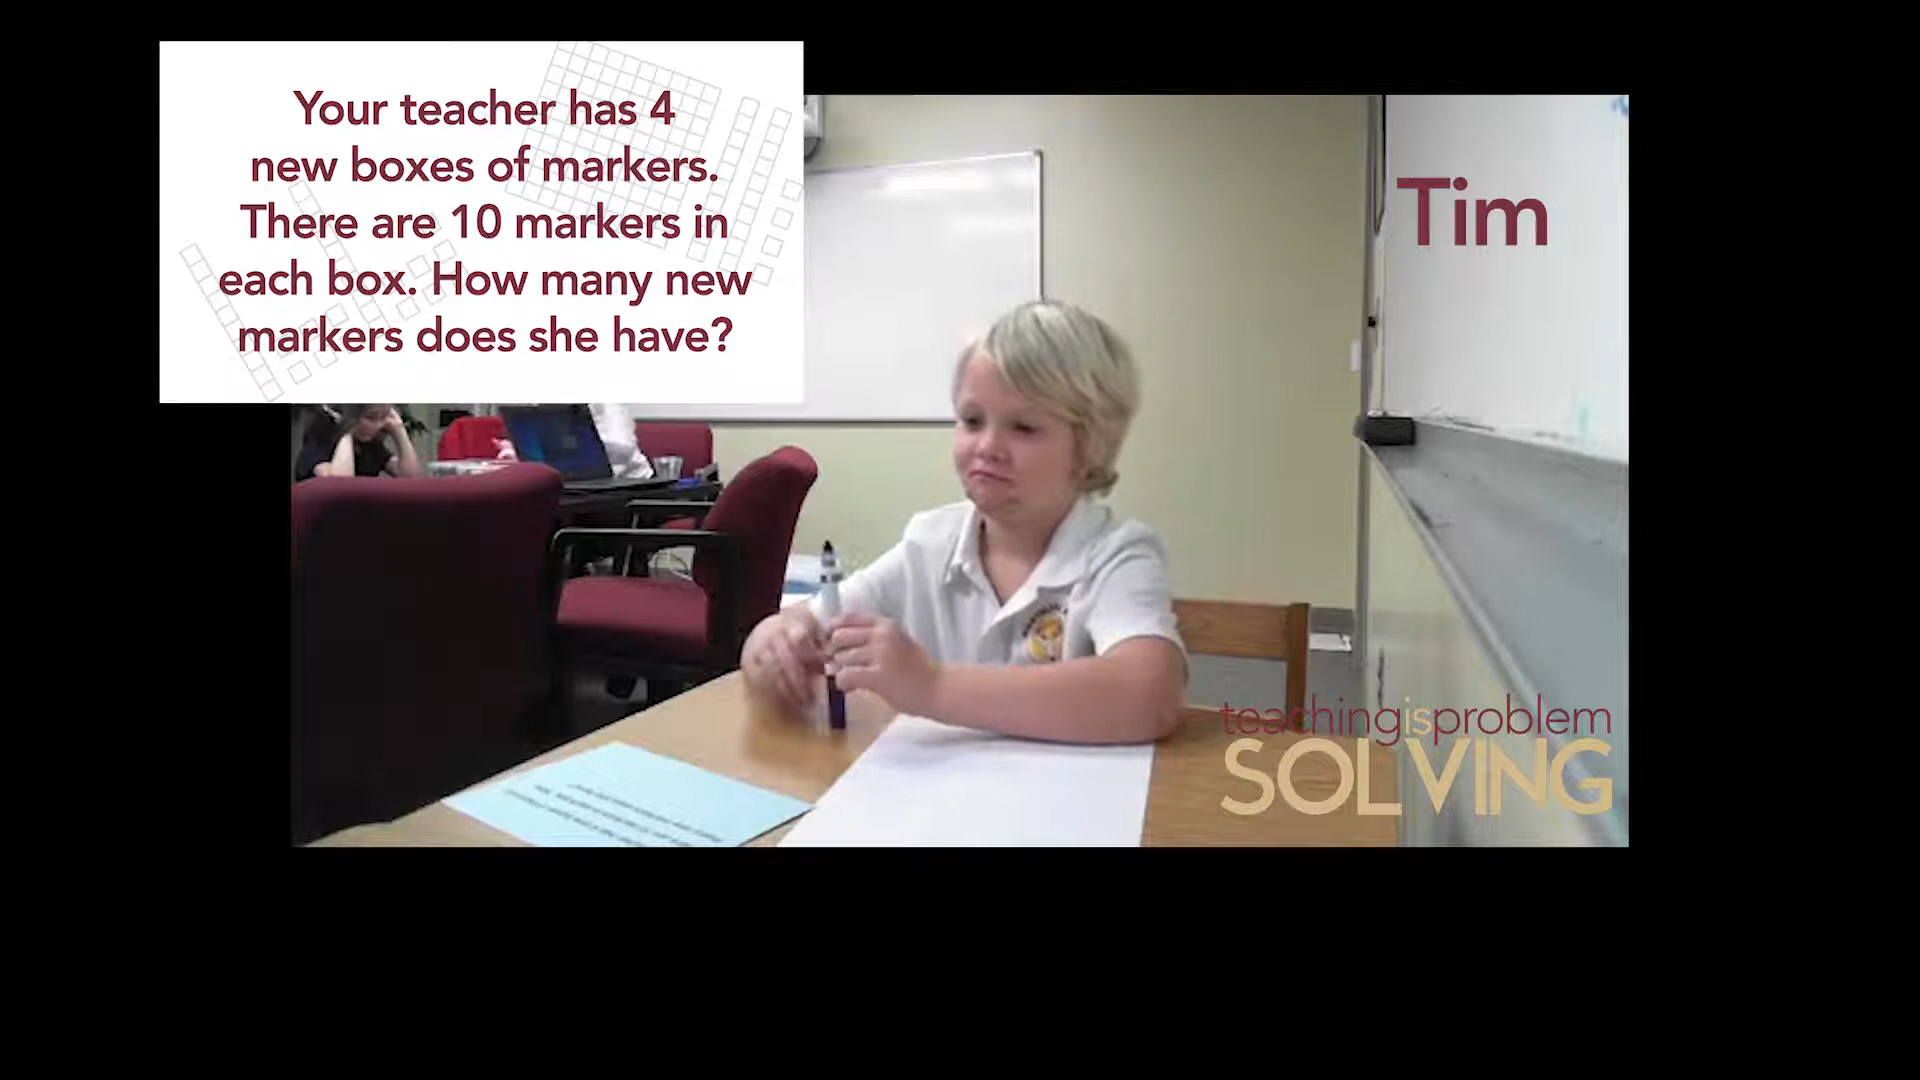 Your teacher has 4
new boxes of markers.
There are 10 markers in
each box. How many new
markers does she have?
Tim
teachingisproblem
SOLVING